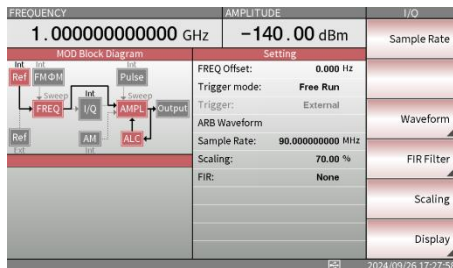 FREQUENCY
AMPLITUDE
I/Q
1.000000000000 GHz
-140.00 dBm
MOD Block Diagram
Setting
Int
Int
Int
Ref
FMΦM
Pulse
Sweep
Int
Sweep
FREQ
I/Q
AMPL
Output
Ref
AM
ALC
Ext
Int
FREQ Offset: 0.000 Hz
Trigger mode: Free Run
Trigger: External
ARB Waveform
Sample Rate: 90.000000000 MHz
Scaling: 70.00 %
FIR: None
Sample Rate
Waveform
FIR Filter
Scaling
Display
2024/09/26 17:27:59